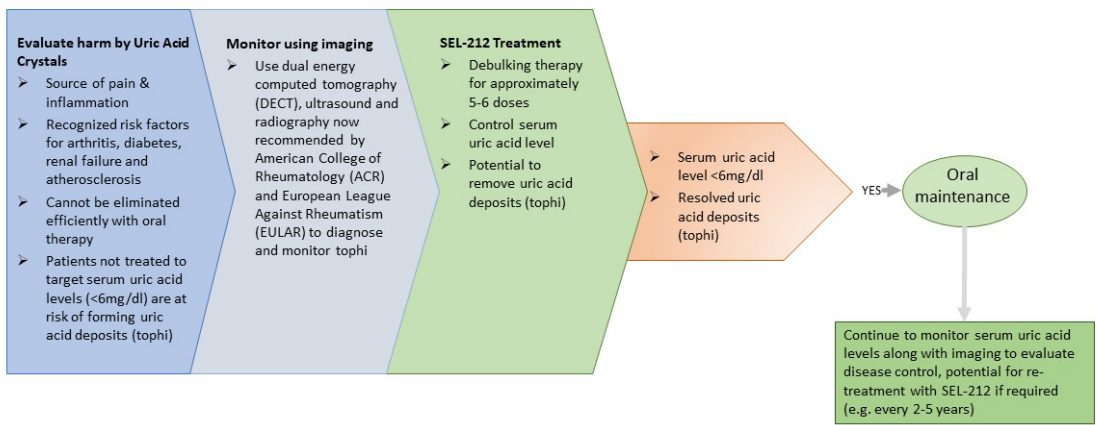 Evaluate harm by Uric Acid
Crystals
➢ Source of pain &
inflammation
➢ Recognized risk factors
for arthritis, diabetes,
renal failure and
atherosclerosis
➢ Cannot be eliminated
efficiently with oral
therapy
➢ Patients not treated to
target serum uric acid
levels (<6mg/dl) are at
risk of forming uric
acid deposits (tophi)
Monitor using imaging
➢ Use dual energy
computed tomography
(DECT), ultrasound and
radiography now
recommended by
American College of
Rheumatology (ACR)
and European League
Against Rheumatism
(EULAR) to diagnose
and monitor tophi
SEL-212 Treatment
➢ Debulking therapy
for approximately
5-6 doses
➢ Control serum
uric acid level
➢ Potential to
remove uric acid
deposits (tophi)
➢ Serum uric acid
level <6mg/dl
➢ Resolved uric
acid deposits
(tophi)
YES
Oral
maintenance
Continue to monitor serum uric acid
levels along with imaging to evaluate
disease control, potential for re-
treatment with SEL-212 if required
(e.g. every 2-5 years)